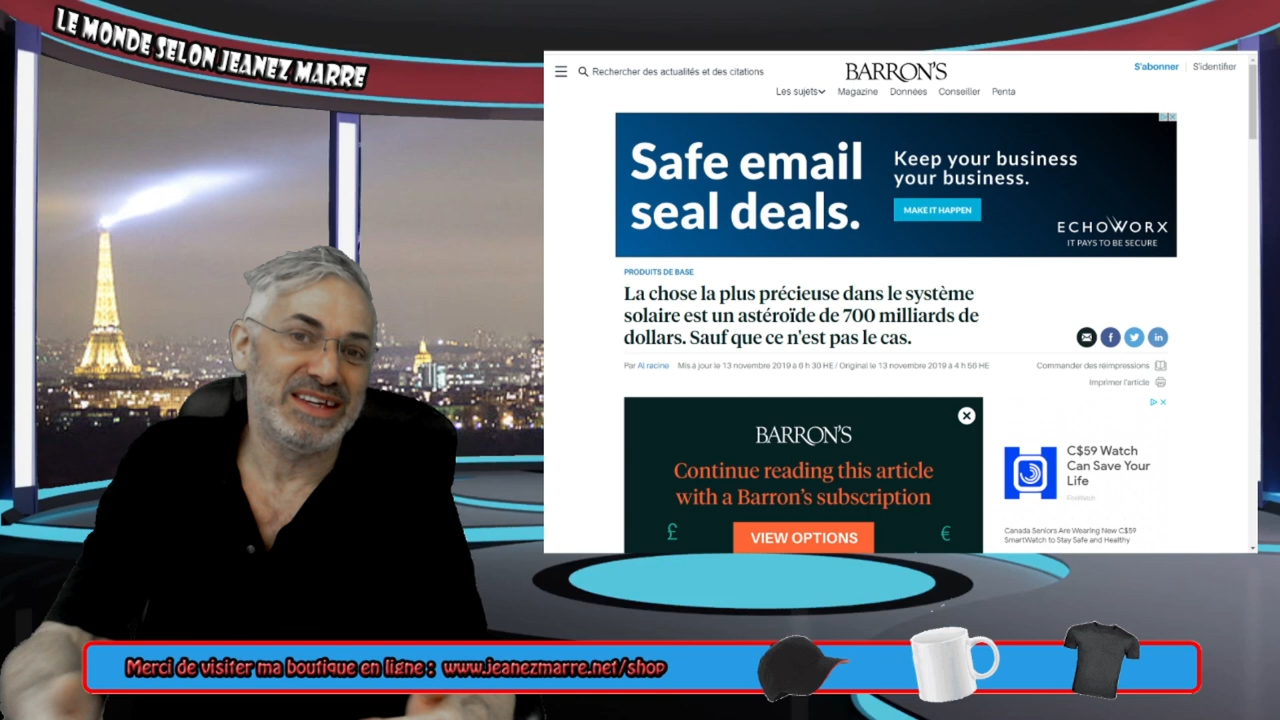 LE MONDE SELON JEANEZ MARRE
Rechercher des actualités et des citations
BARRON'S
S'abonner
S'identifier
Les sujets
Magazine
Données
Conseiller
Penta
Safe email
seal deals.
Keep your business
your business.
MAKE IT HAPPEN
ECHOWORX
IT PAYS TO BE SECURE
PRODUITS DE BASE
La chose la plus précieuse dans le système
solaire est un astéroïde de 700 milliards de
dollars. Sauf que ce n'est pas le cas.
Par Al racine
Mis à jour le 13 novembre 2019 à 6 h 30 HE / Original le 13 novembre 2019 à 4 h 56 HE
Commander des réimpressions
Imprimer l'article
BARRON'S
Continue reading this article
with a Barron's subscription
£
€
VIEW OPTIONS
C$59 Watch
Can Save Your
Life
FitsWatch
Canada Seniors Are Wearing New C$59
SmartWatch to Stay Safe and Healthy
Merci de visiter ma boutique en ligne : www.jeanezmarre.net/shop